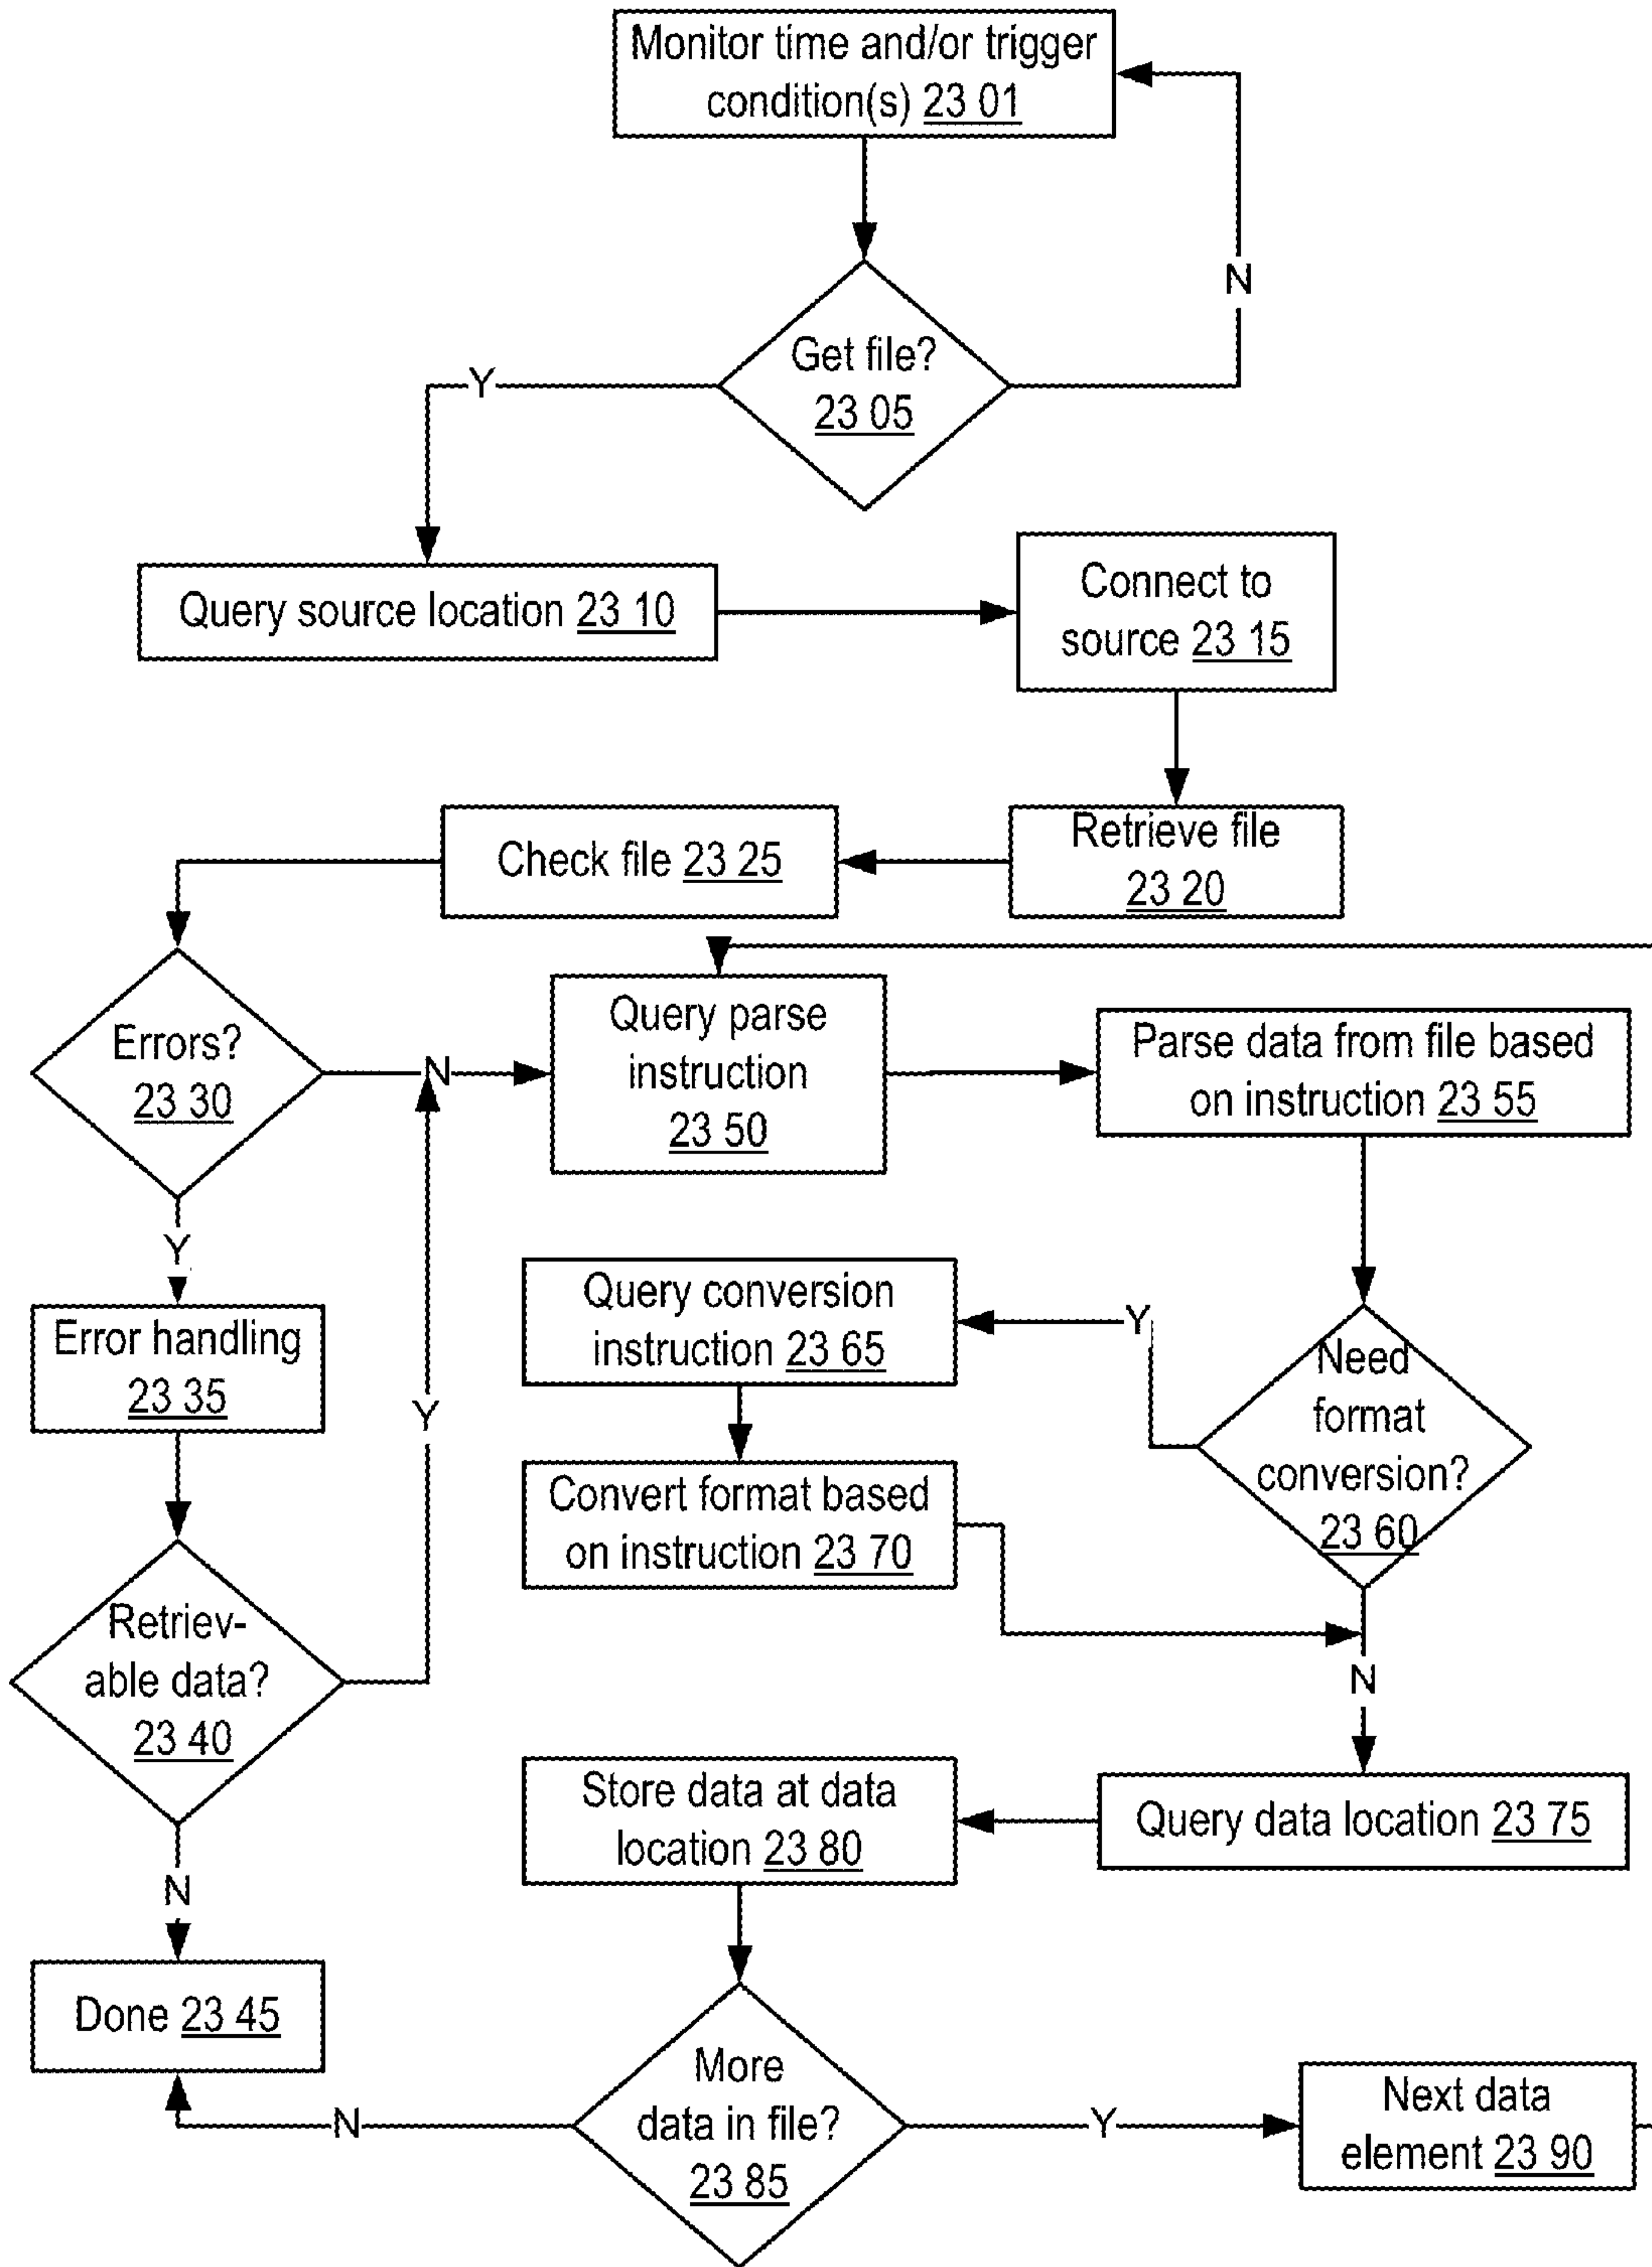 Monitor time and/or trigger
condition(s) 23 01
N
Get file?
23 05
Y
Query source location 23 10
Connect to
source 23 15
Retrieve file
23 20
Check file 23 25
Errors?
23 30
N
Query parse
instruction
23 50
Parse data from file based
on instruction 23 55
Y
Error handling
23 35
Y
Query conversion
instruction 23 65
Y
Need
format
conversion?
23 60
Convert format based
on instruction 23 70
Retriev-
able data?
23 40
N
Store data at data
location 23 80
Query data location 23 75
N
Done 23 45
More
data in file?
23 85
N
Y
Next data
element 23 90